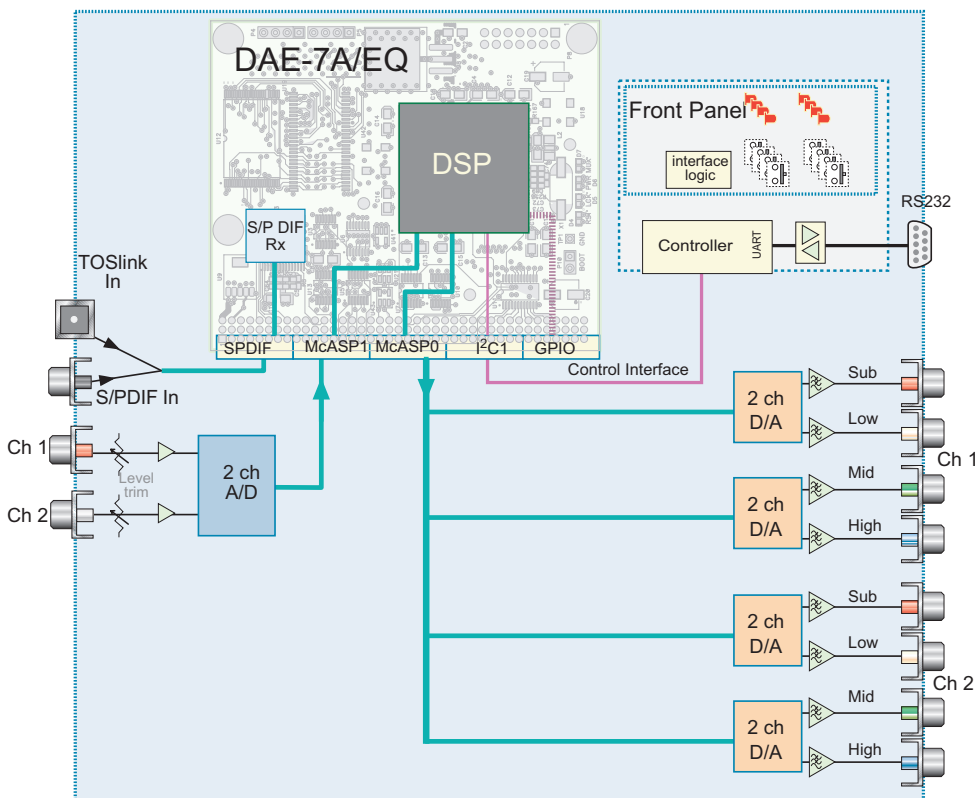 DAE-7A/EQ
DSP
S/P DIF
Rx
SPDIF
McASP1
McASP0
I²C1
GPIO
Front Panel
interface
logic
Controller
UART
RS232
Control Interface
TOSlink
In
S/PDIF In
Ch 1
Ch 2
Level
trim
2 ch
A/D
2 ch
D/A
Sub
Low
2 ch
D/A
Mid
High
Ch 1
2 ch
D/A
Sub
Low
2 ch
D/A
Mid
High
Ch 2